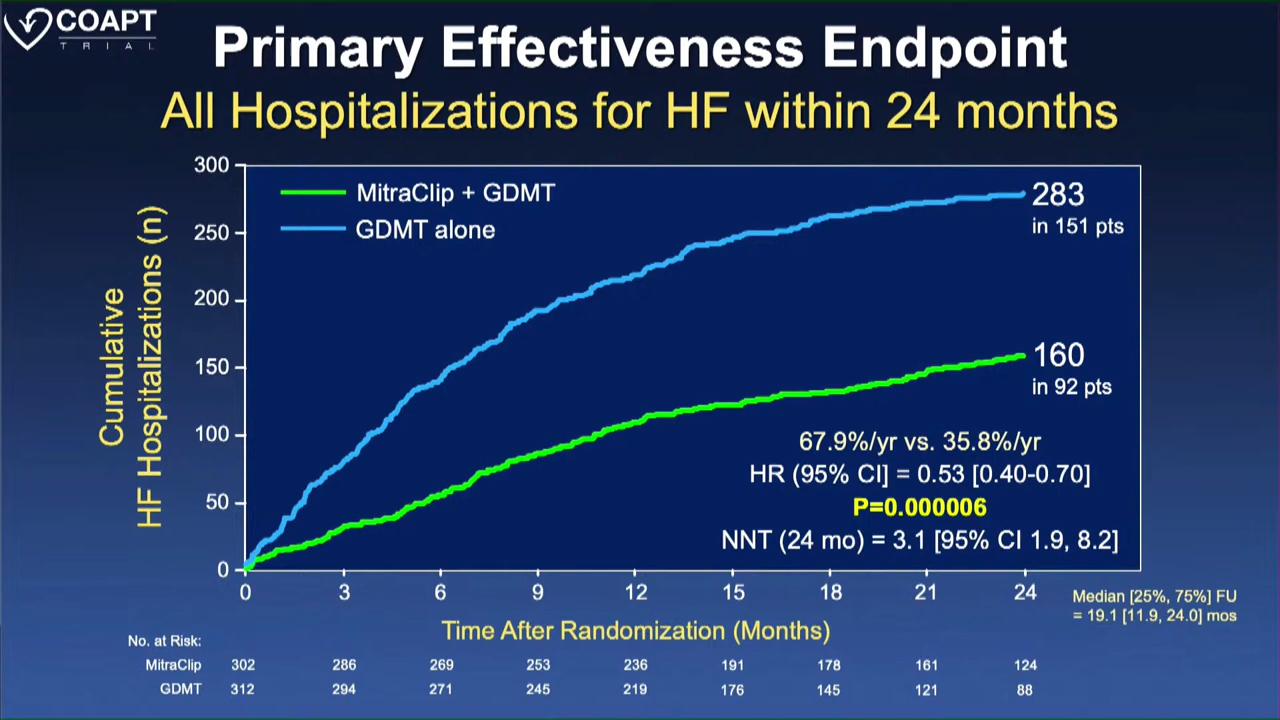 COAPT
TRIAL
Primary Effectiveness Endpoint
All Hospitalizations for HF within 24 months
Cumulative
HF Hospitalizations (n)
300
250
200
150
100
50
0
MitraClip + GDMT
GDMT alone
283
in 151 pts
160
in 92 pts
67.9%/yr vs. 35.8%/yr
HR (95% CI] = 0.53 [0.40-0.70]
P=0.000006
NNT (24 mo) = 3.1 [95% CI 1.9, 8.2]
0 3 6 9 12 15 18 21 24
Time After Randomization (Months)
Median [25%, 75%] FU
= 19.1 [11.9, 24.0] mos
No. at Risk:
MitraClip 302 286 269 253 236 191 178 161 124
GDMT 312 294 271 245 219 176 145 121 88